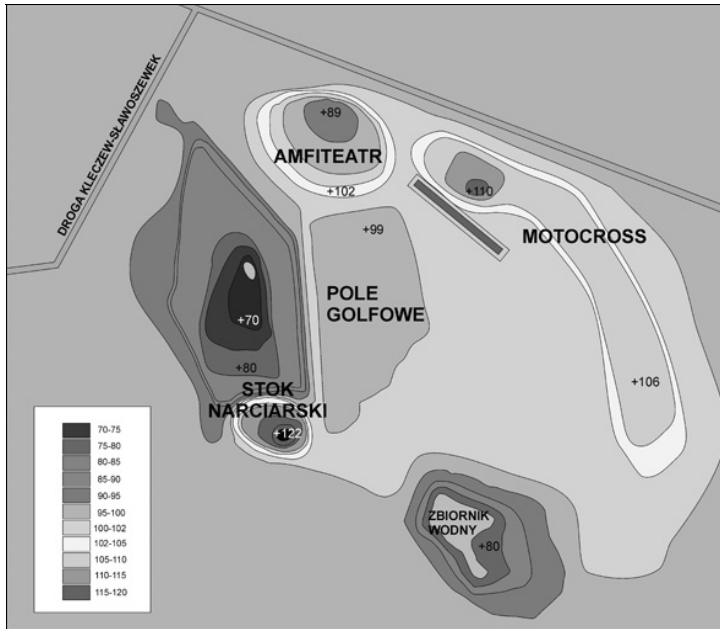 DROGA KLECZEW-SŁAWOSZEWEK
+89
AMFITEATR
+102
+110
+99
MOTOCROSS
POLE
GOLFOWE
+70
+80
+106
STOK
NARCIARSKI
+122
70-75
75-80
80-85
85-90
90-95
95-100
100-102
102-105
105-110
110-115
115-120
ZBIORNIK
WODNY
+80